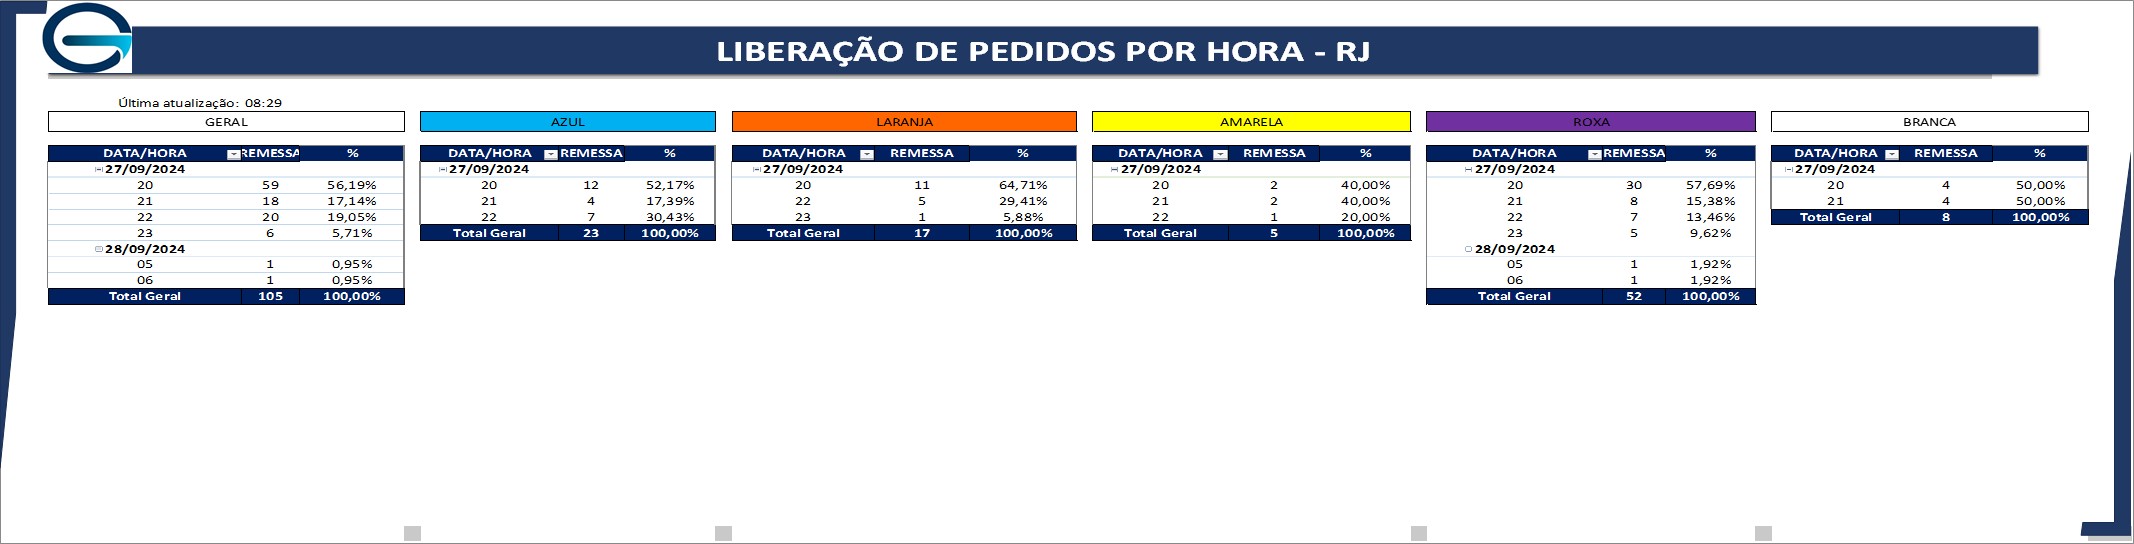 LIBERAÇÃO DE PEDIDOS POR HORA - RJ
Última atualização: 08:29
GERAL
DATA/HORA REMESSA %
27/09/2024
20 59 56,19%
21 18 17,14%
22 20 19,05%
23 6 5,71%
28/09/2024
05 1 0,95%
06 1 0,95%
Total Geral 105 100,00%
AZUL
DATA/HORA REMESSA %
27/09/2024
20 12 52,17%
21 4 17,39%
22 7 30,43%
Total Geral 23 100,00%
LARANJA
DATA/HORA REMESSA %
27/09/2024
20 11 64,71%
22 5 29,41%
23 1 5,88%
Total Geral 17 100,00%
AMARELA
DATA/HORA REMESSA %
27/09/2024
20 2 40,00%
21 2 40,00%
22 1 20,00%
Total Geral 5 100,00%
ROXA
DATA/HORA REMESSA %
27/09/2024
20 30 57,69%
21 8 15,38%
22 7 13,46%
23 5 9,62%
28/09/2024
05 1 1,92%
06 1 1,92%
Total Geral 52 100,00%
BRANCA
DATA/HORA REMESSA %
27/09/2024
20 4 50,00%
21 4 50,00%
Total Geral 8 100,00%